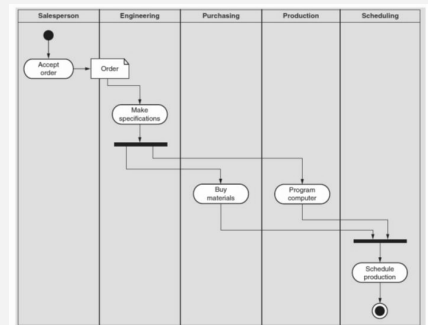 Salesperson
Engineering
Purchasing
Production
Scheduling
Accept
order
Order
Make
specifications
Buy
materials
Program
computer
Schedule
production